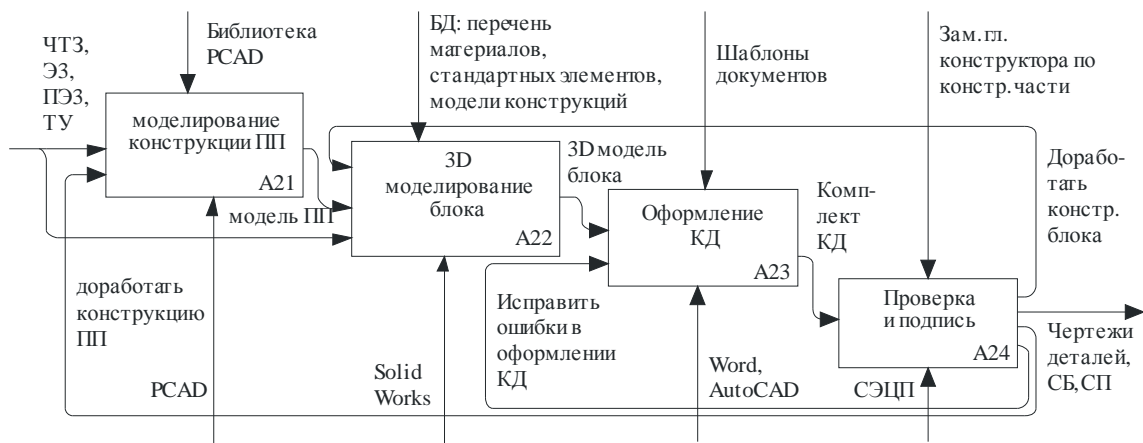 ЧТЗ,
ЭЗ,
ПЭЗ,
ТУ
Библиотека
PCAD
БД: перечень
материалов,
стандартных элементов,
модели конструкций
Шаблоны
документов
Зам. гл.
конструктора по
констр. части
моделирование
конструкции ПП
A21
модель ПП
3D
моделирование
блока
A22
3D модель
блока
Оформление
КД
A23
Комп-
лект
КД
Проверка
и подпись
A24
Дорабо-
тать
констр.
блока
доработать
конструкцию
ПП
Исправить
ошибки в
оформлении
КД
Чертежи
деталей,
СБ, СП
PCAD
Solid
Works
Word,
AutoCAD
СЭЦП